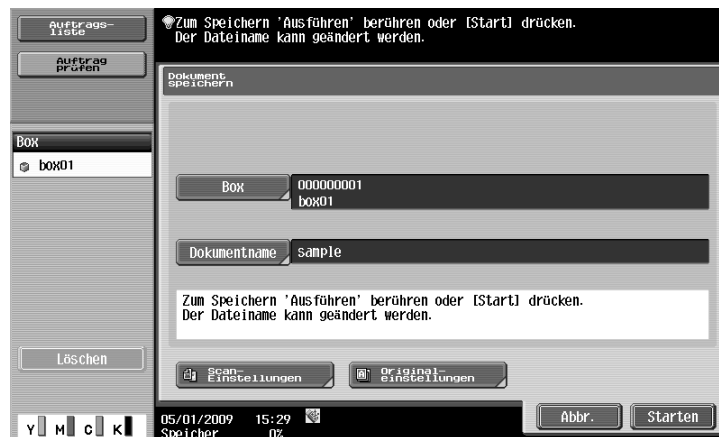 Auftrags-
liste
Auftrag
prüfen
Zum Speichern 'Ausführen' berühren oder [Start] drücken.
Der Dateiname kann geändert werden.
Dokument
speichern
Box
box01
Box
000000001
box01
Dokumentname
sample
Zum Speichern 'Ausführen' berühren oder [Start] drücken.
Der Dateiname kann geändert werden.
Löschen
Scan-
Einstellungen
Original-
einstellungen
Y M C K
05/01/2009 15:29
Speicher 0%
Abbr.
Starten